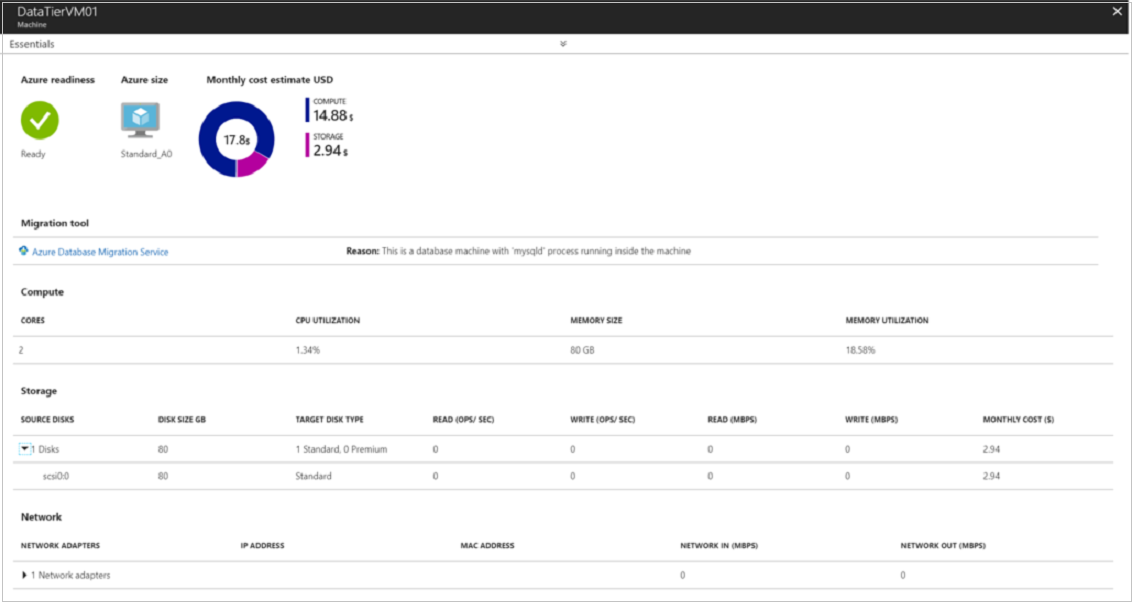 DataTierVM01
Machine
Essentials
Azure readiness Azure size Monthly cost estimate USD
COMPUTE
14.88 $
17.8$
STORAGE
2.94 $
Ready Standard_A0
Migration tool
Azure Database Migration Service Reason: This is a database machine with 'mysqld' process running inside the machine
Compute
CORES CPU UTILIZATION MEMORY SIZE MEMORY UTILIZATION
2 1.34% 80 GB 18.58%
Storage
SOURCE DISKS DISK SIZE GB TARGET DISK TYPE READ (OPS/ SEC) WRITE (OPS/ SEC) READ (MBPS) WRITE (MBPS) MONTHLY COST ($)
1 Disks 80 1 Standard, 0 Premium 0 0 0 0 2.94
scsi0:0 80 Standard 0 0 0 0 2.94
Network
NETWORK ADAPTERS IP ADDRESS MAC ADDRESS NETWORK IN (MBPS) NETWORK OUT (MBPS)
1 Network adapters 0 0